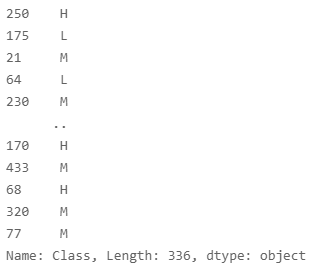 250    H
175    L
21     M
64     L
230    M
      ..
170    H
433    M
68     H
320    M
77     M
Name: Class, Length: 336, dtype: object